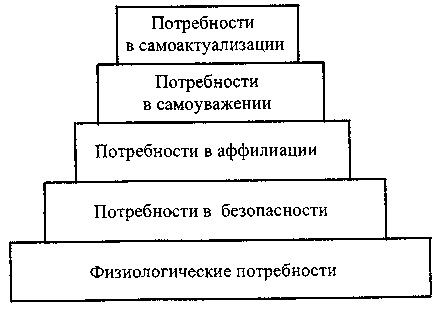 Потребности
в самоактуализации
Потребности
в самоуважении
Потребности в аффилиации
Потребности в безопасности
Физиологические потребности